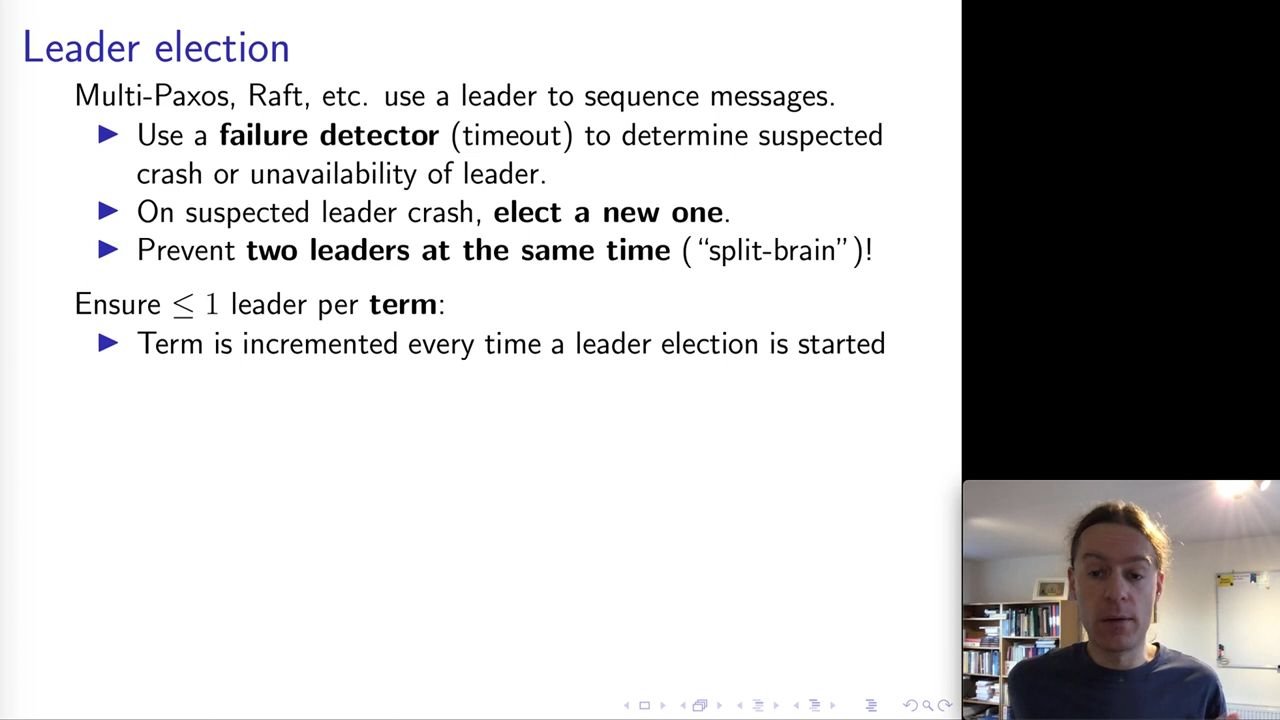 Leader election
Multi-Paxos, Raft, etc. use a leader to sequence messages.
▶ Use a failure detector (timeout) to determine suspected
crash or unavailability of leader.
▶ On suspected leader crash, elect a new one.
▶ Prevent two leaders at the same time (“split-brain”)!
Ensure ≤ 1 leader per term:
▶ Term is incremented every time a leader election is started